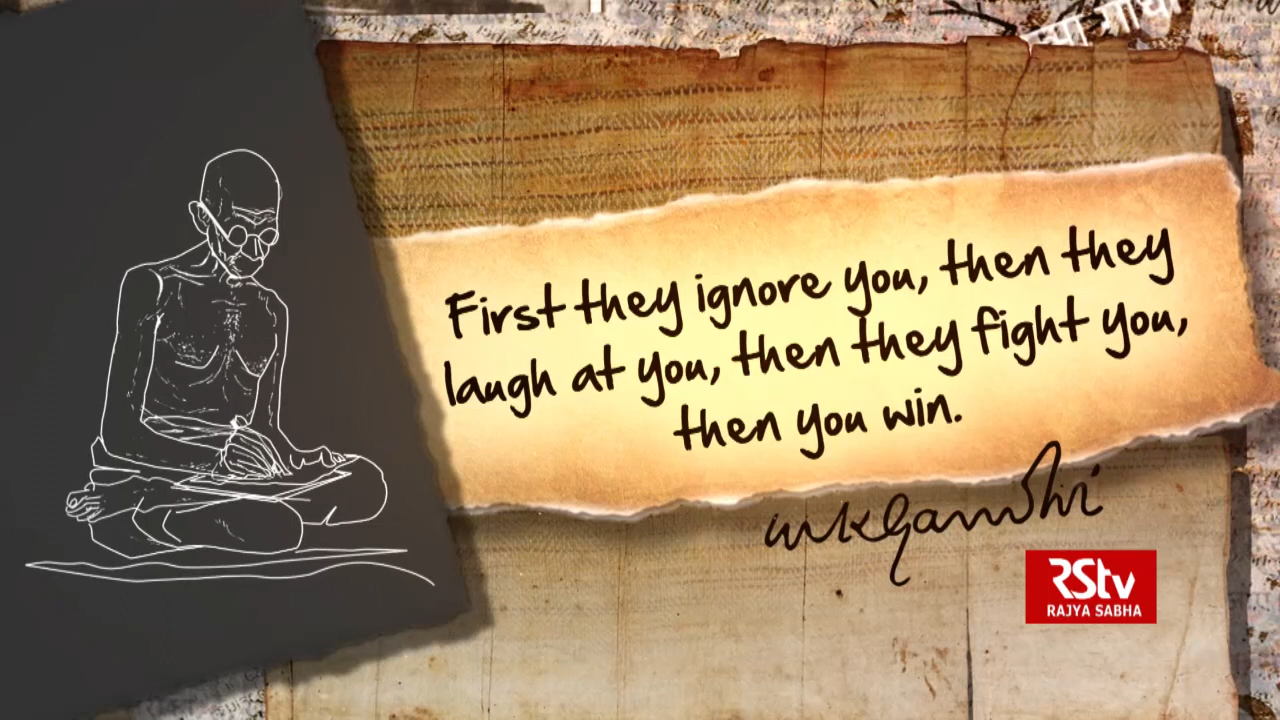 First they ignore you, then they
laugh at you, then they fight you,
then you win.
mkgandhi
RStv
RAJYA SABHA